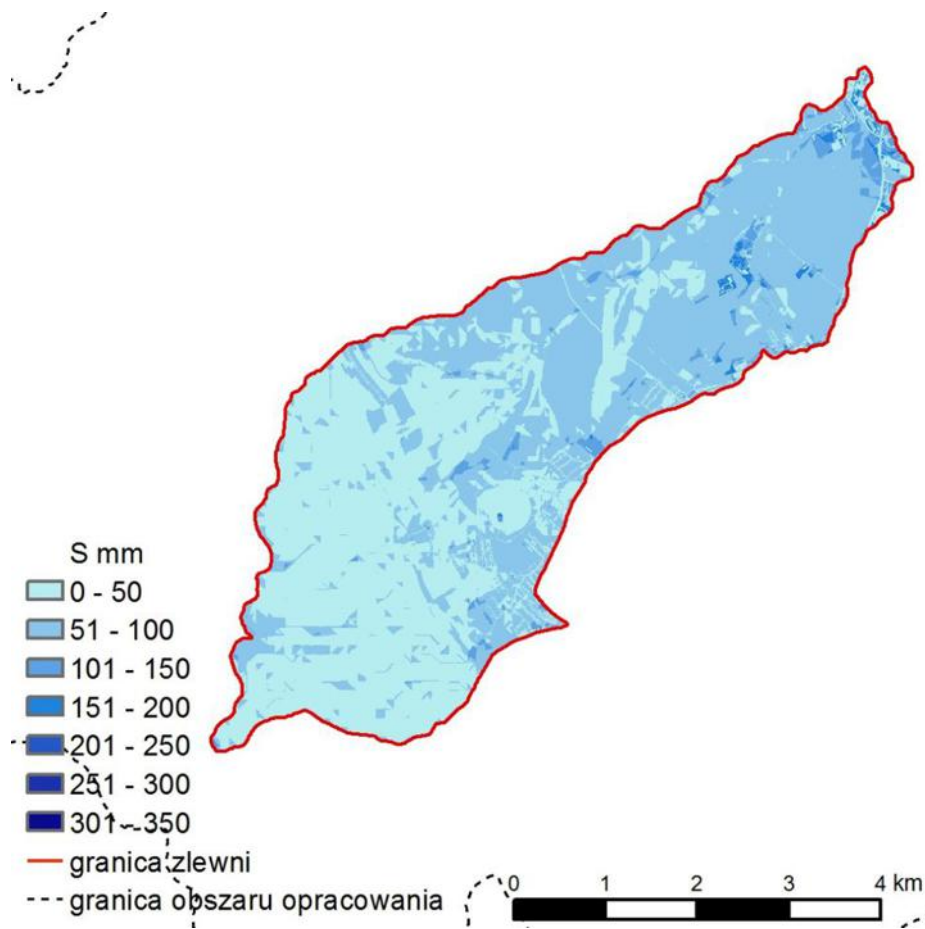 S mm
0 - 50
51 - 100
101 - 150
151 - 200
201 - 250
251 - 300
301 - 350
granica zlewni
granica obszaru opracowania
0 1 2 3 4 km